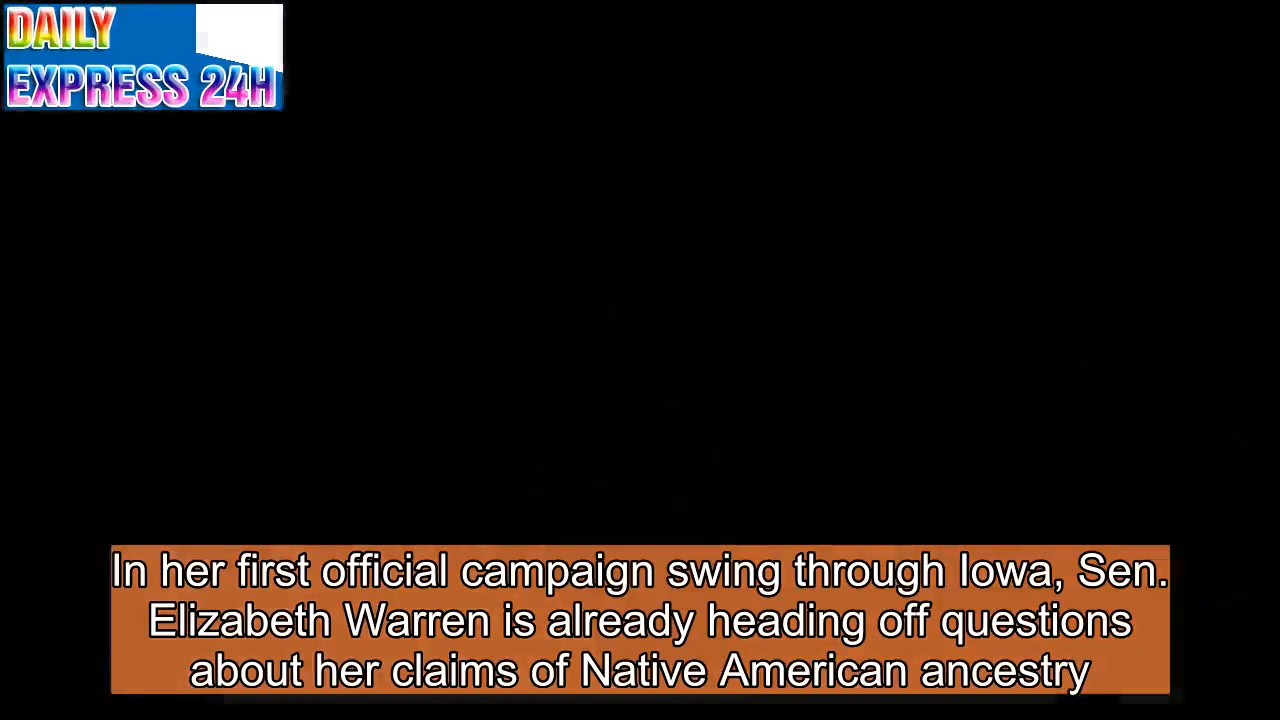 DAILY
EXPRESS 24H
In her first official campaign swing through Iowa, Sen.
Elizabeth Warren is already heading off questions
about her claims of Native American ancestry